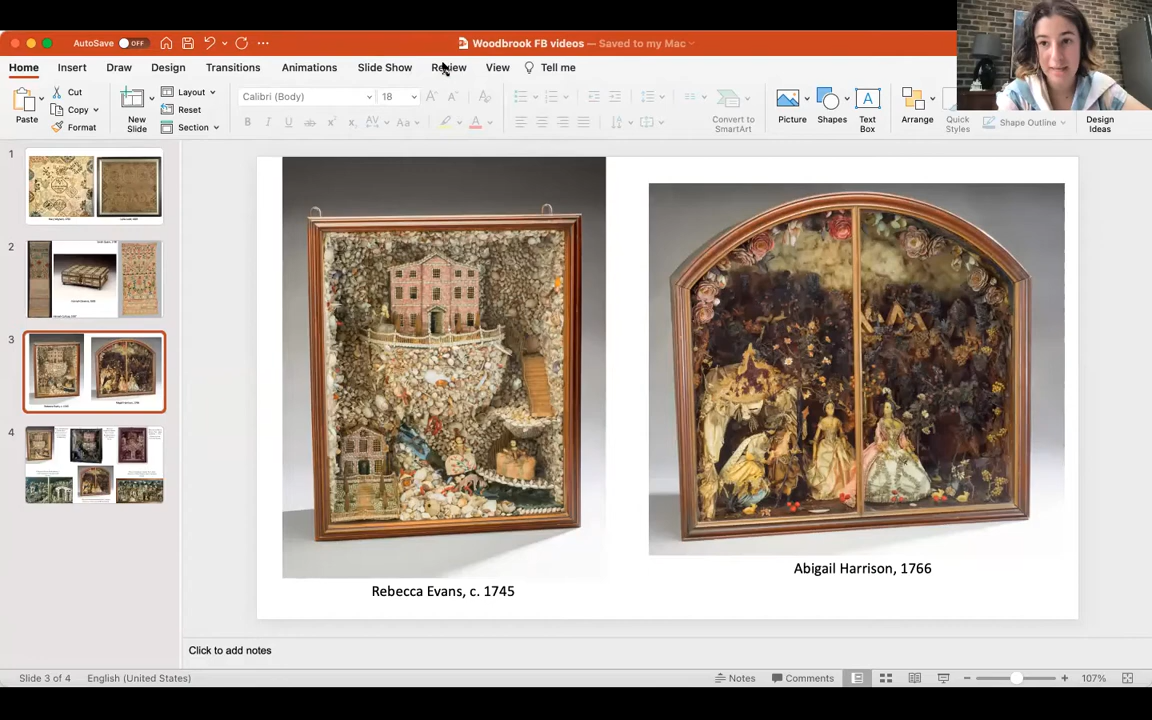 AutoSave OFF
Woodbrook FB videos — Saved to my Mac
Home Insert Draw Design Transitions Animations Slide Show Review View Tell me
Paste
Cut
Copy
Format
New Slide
Layout
Reset
Section
Calibri (Body) 18
Convert to SmartArt
Picture
Shapes
Text Box
Arrange
Quick Styles
Shape Outline
Design Ideas
1
2
3
4
Rebecca Evans, c. 1745
Abigail Harrison, 1766
Click to add notes
Slide 3 of 4 English (United States) Notes Comments 107%